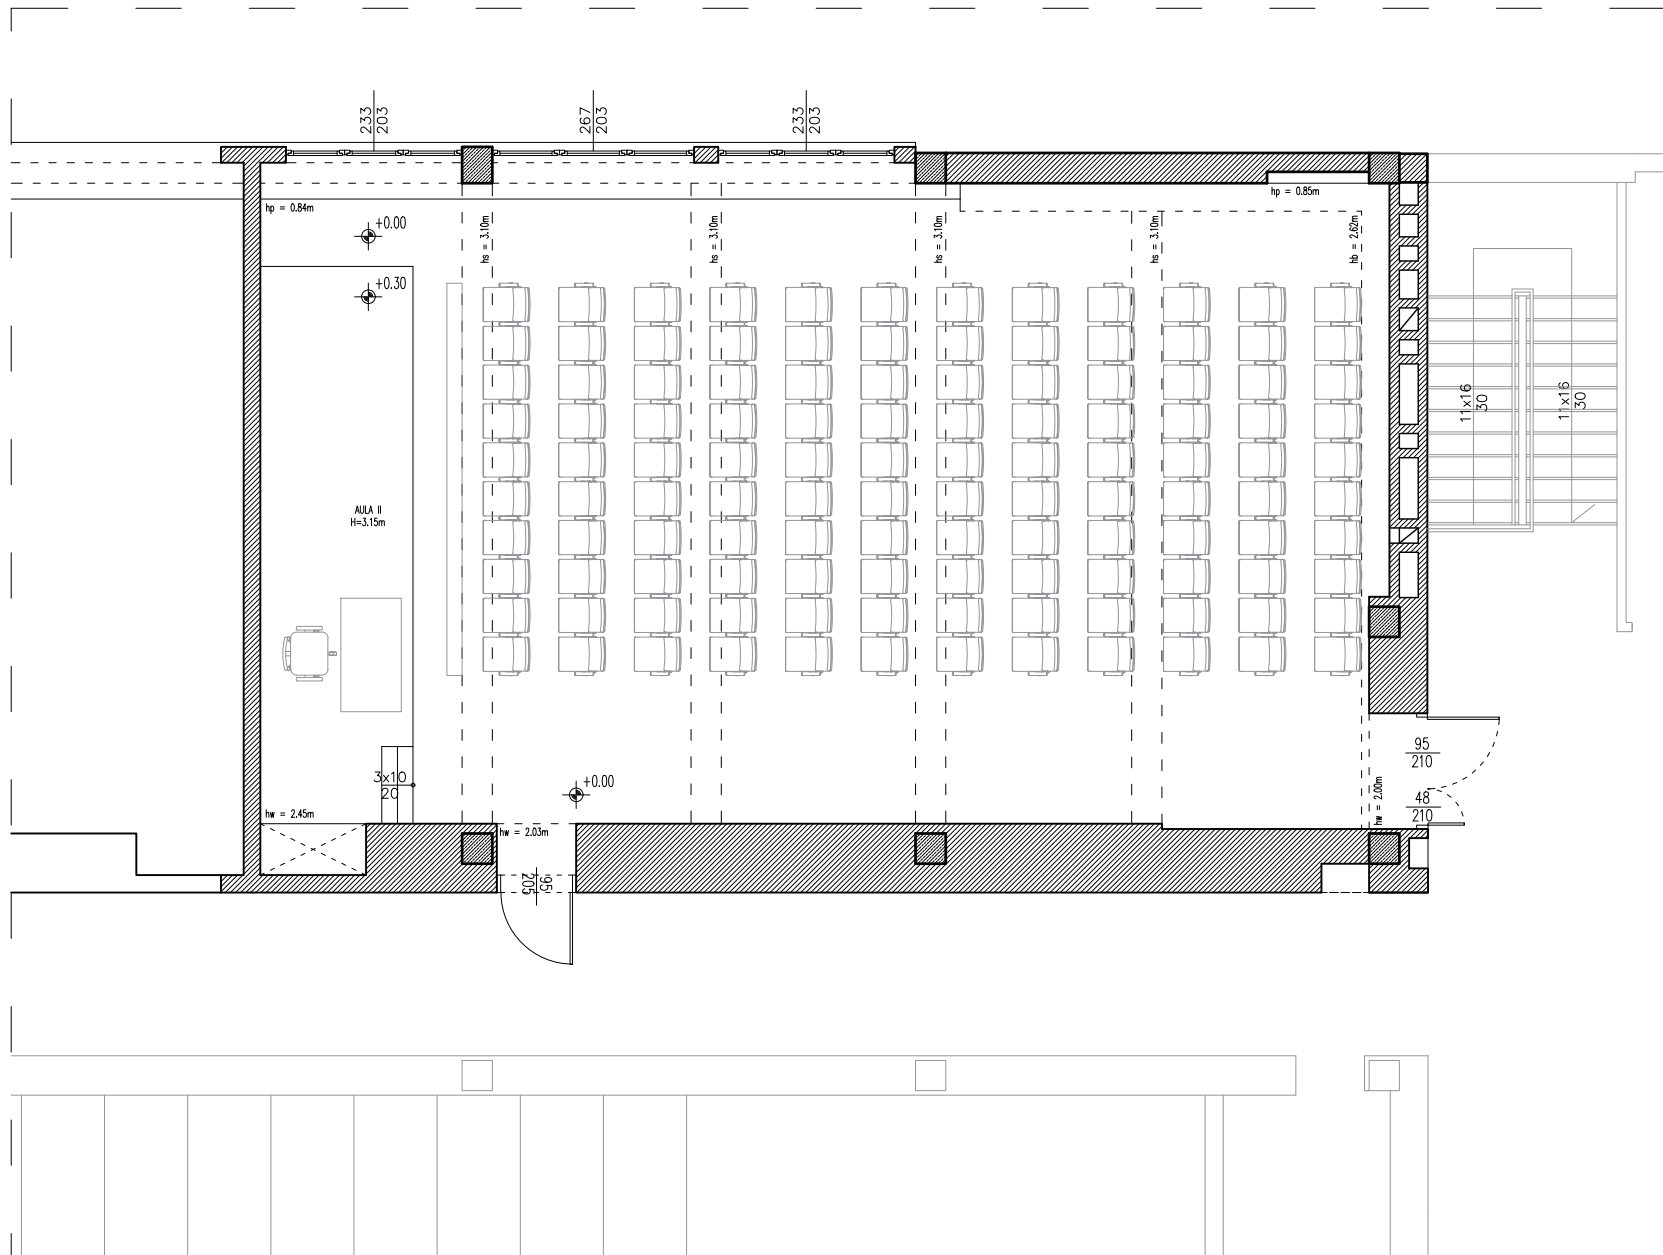 233
203
267
203
233
203
hp = 0.84m
hp = 0.85m
+0.00
+0.30
hs = 3.10m
hs = 3.10m
hs = 3.10m
hs = 3.10m
hb = 2.62m
11x16
30
11x16
30
AULA II
H=3.15m
3x10
20
+0.00
95
210
48
210
hw = 2.00m
hw = 2.45m
hw = 2.03m
95
205